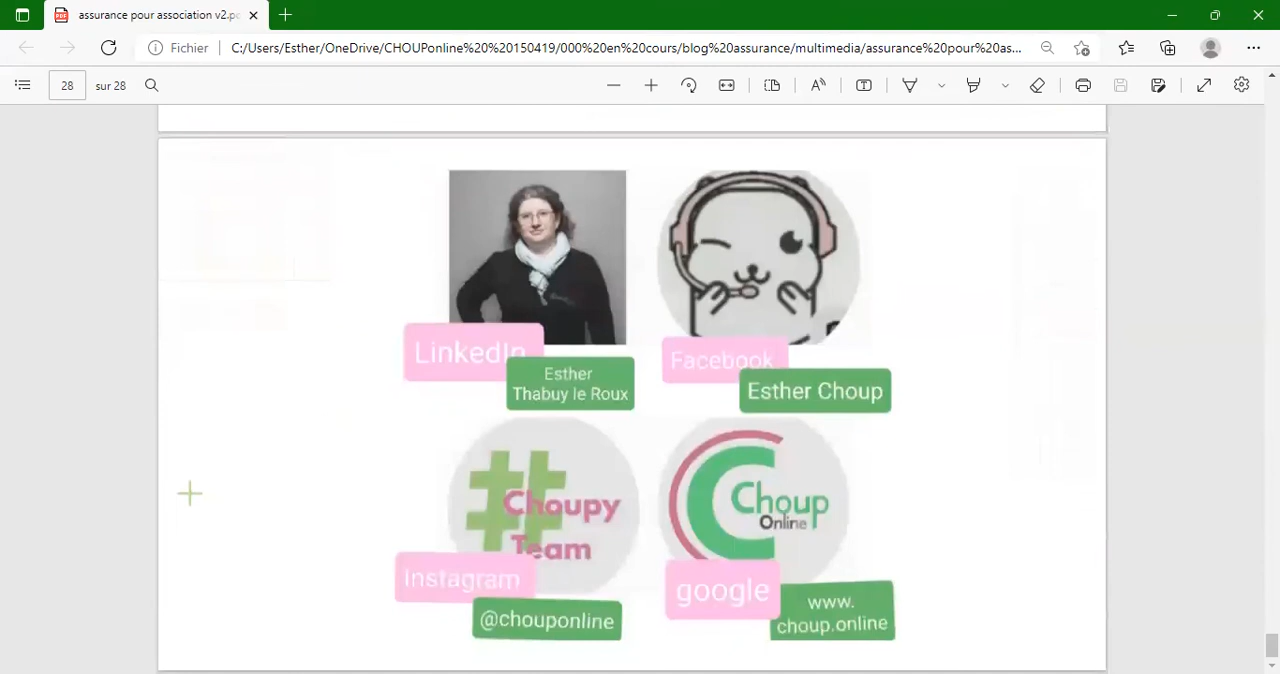 assurance pour association v2.p
Fichier
C:/Users/Esther/OneDrive/CHOUPonline%20%20150419/000%20en%20cours/blog%20assurance/multimedia/assurance%20pour%20as...
28
sur 28
LinkedIn
Esther
Thabuy le Roux
Facebook
Esther Choup
#
Choupy
Team
Instagram
@chouponline
Choup
Online
google
www.
choup.online